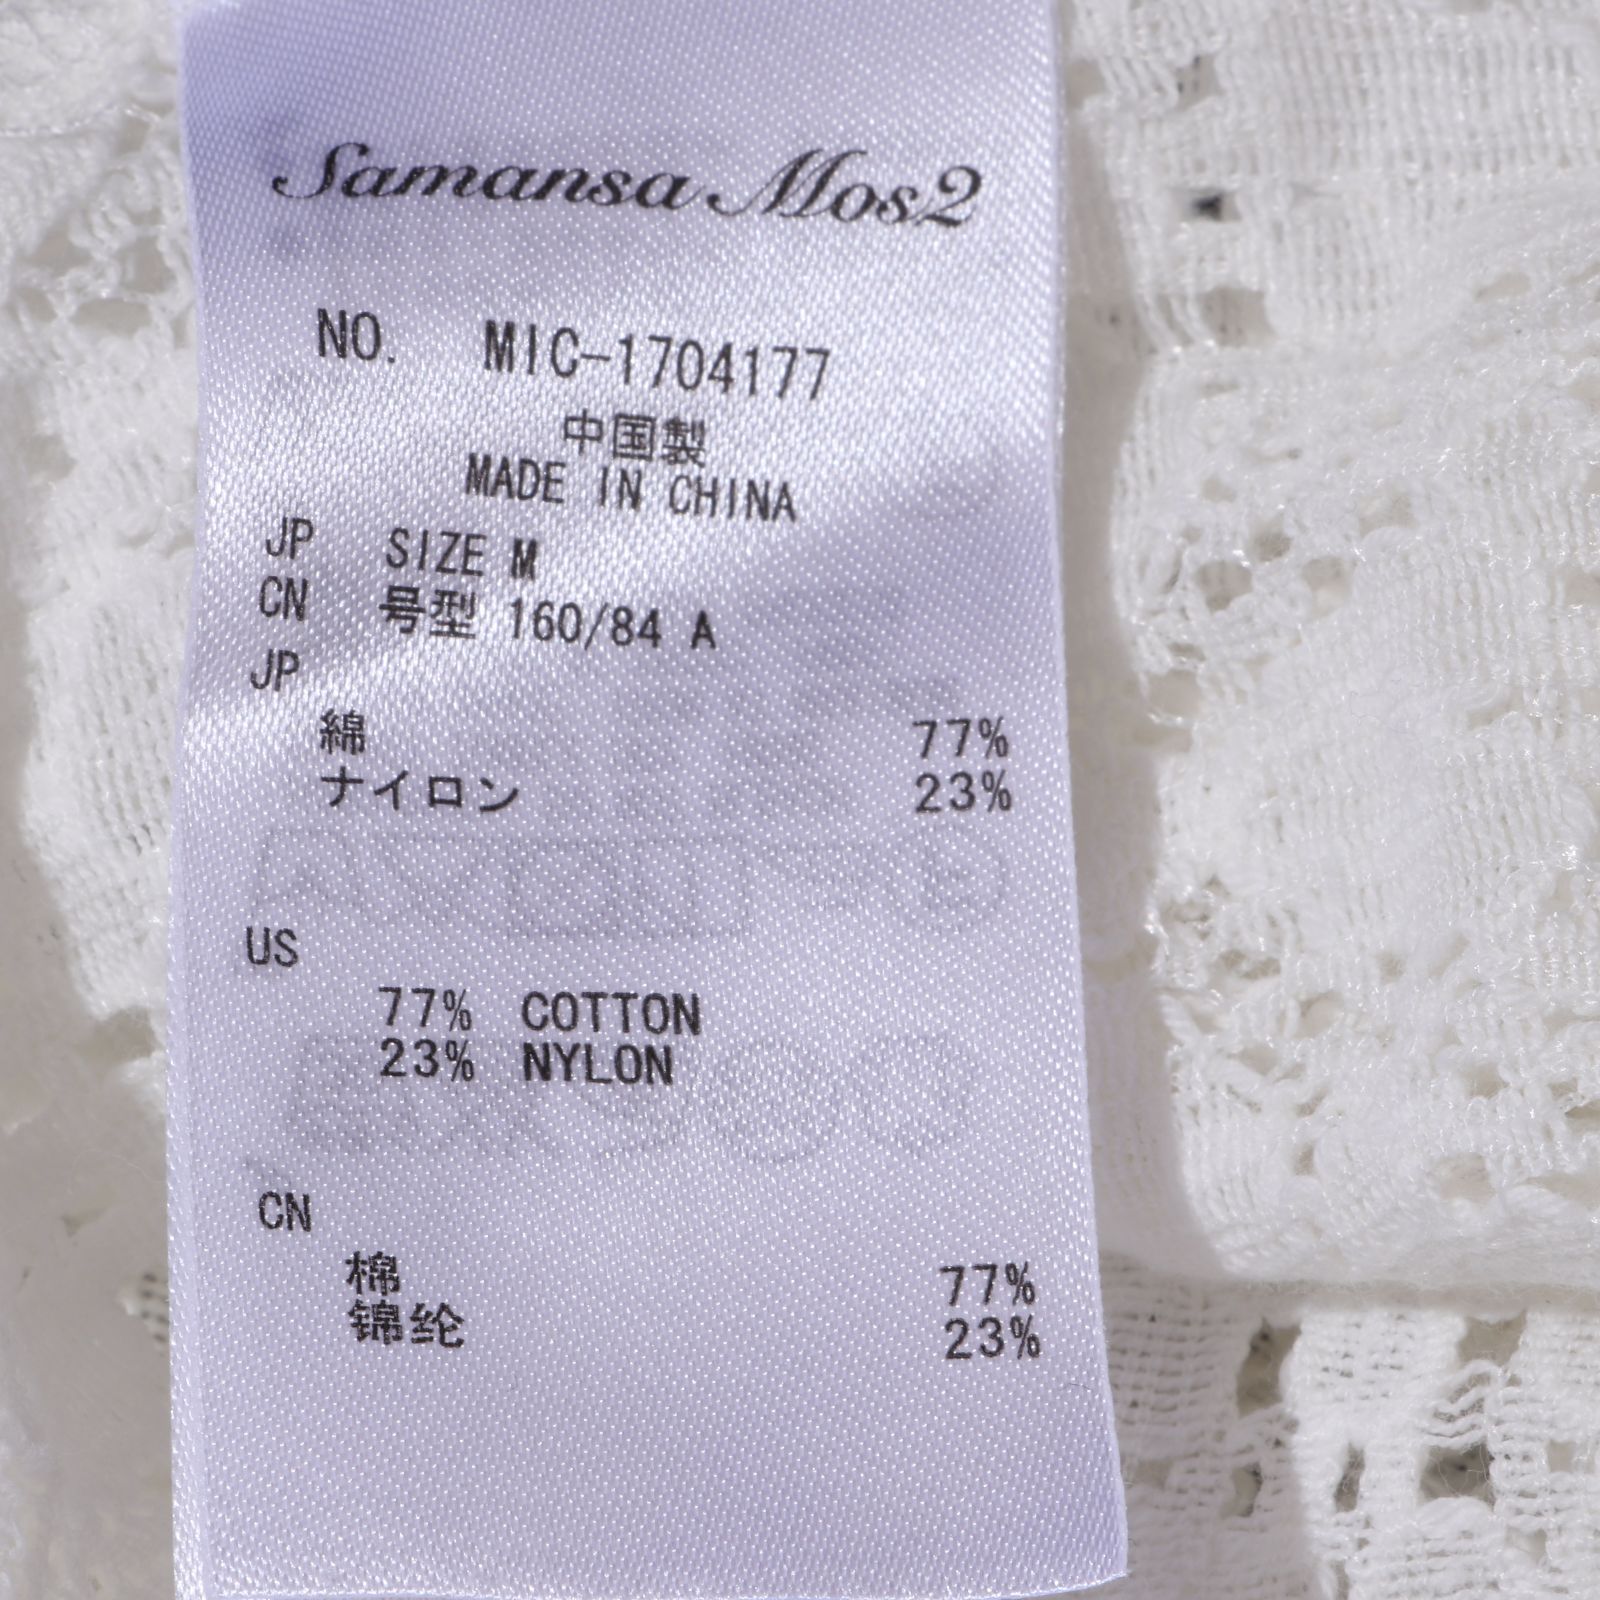 Samansa Mos2
NO. MIC-1704177
中国製
MADE IN CHINA
JP SIZE M
CN 号型 160/84 A
JP
綿 77%
ナイロン 23%
US
77% COTTON
23% NYLON
CN
棉 77%
锦纶 23%